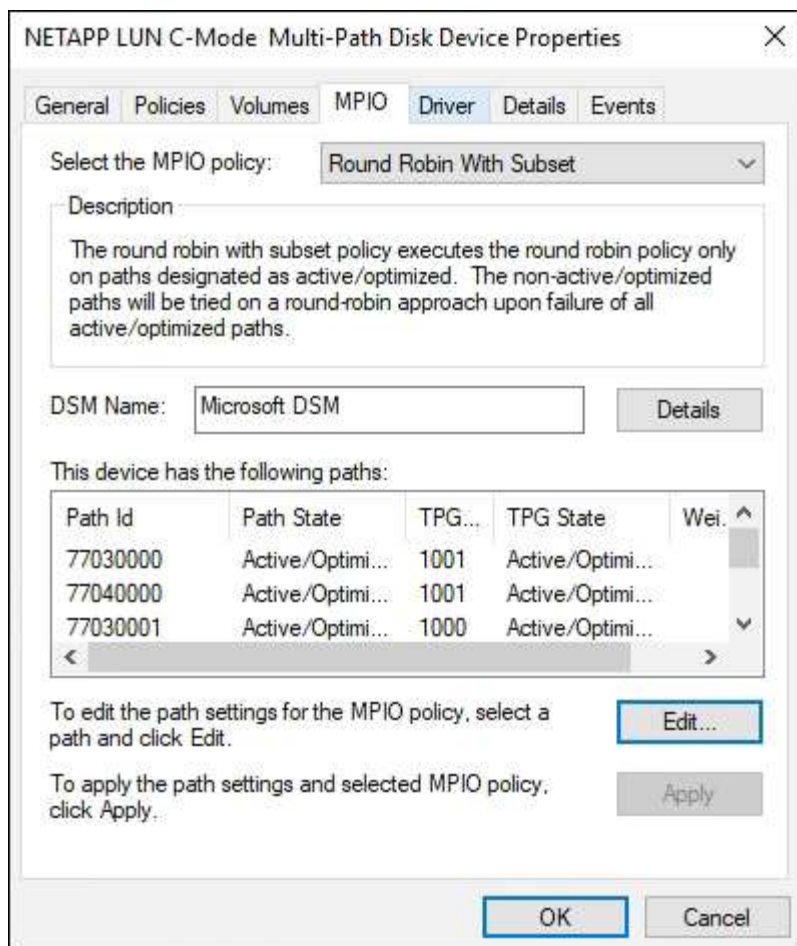 NETAPP LUN C-Mode  Multi-Path Disk Device Properties
General Policies Volumes MPIO Driver Details Events
Select the MPIO policy: Round Robin With Subset
Description
The round robin with subset policy executes the round robin policy only
on paths designated as active/optimized.  The non-active/optimized
paths will be tried on a round-robin approach upon failure of all
active/optimized paths.
DSM Name: Microsoft DSM Details
This device has the following paths:
Path Id Path State TPG... TPG State Wei.
77030000 Active/Optimi... 1001 Active/Optimi...
77040000 Active/Optimi... 1001 Active/Optimi...
77030001 Active/Optimi... 1000 Active/Optimi...
To edit the path settings for the MPIO policy, select a
path and click Edit.
Edit...
To apply the path settings and selected MPIO policy,
click Apply.
Apply
OK Cancel